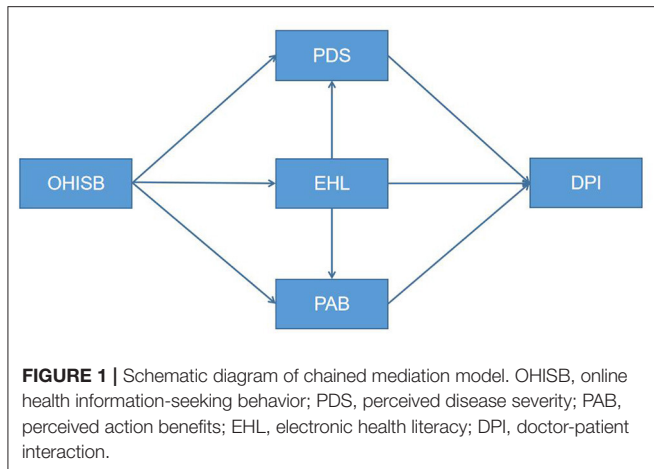 PDS
OHISB
EHL
DPI
PAB
FIGURE 1 | Schematic diagram of chained mediation model. OHISB, online
health information-seeking behavior; PDS, perceived disease severity; PAB,
perceived action benefits; EHL, electronic health literacy; DPI, doctor-patient
interaction.